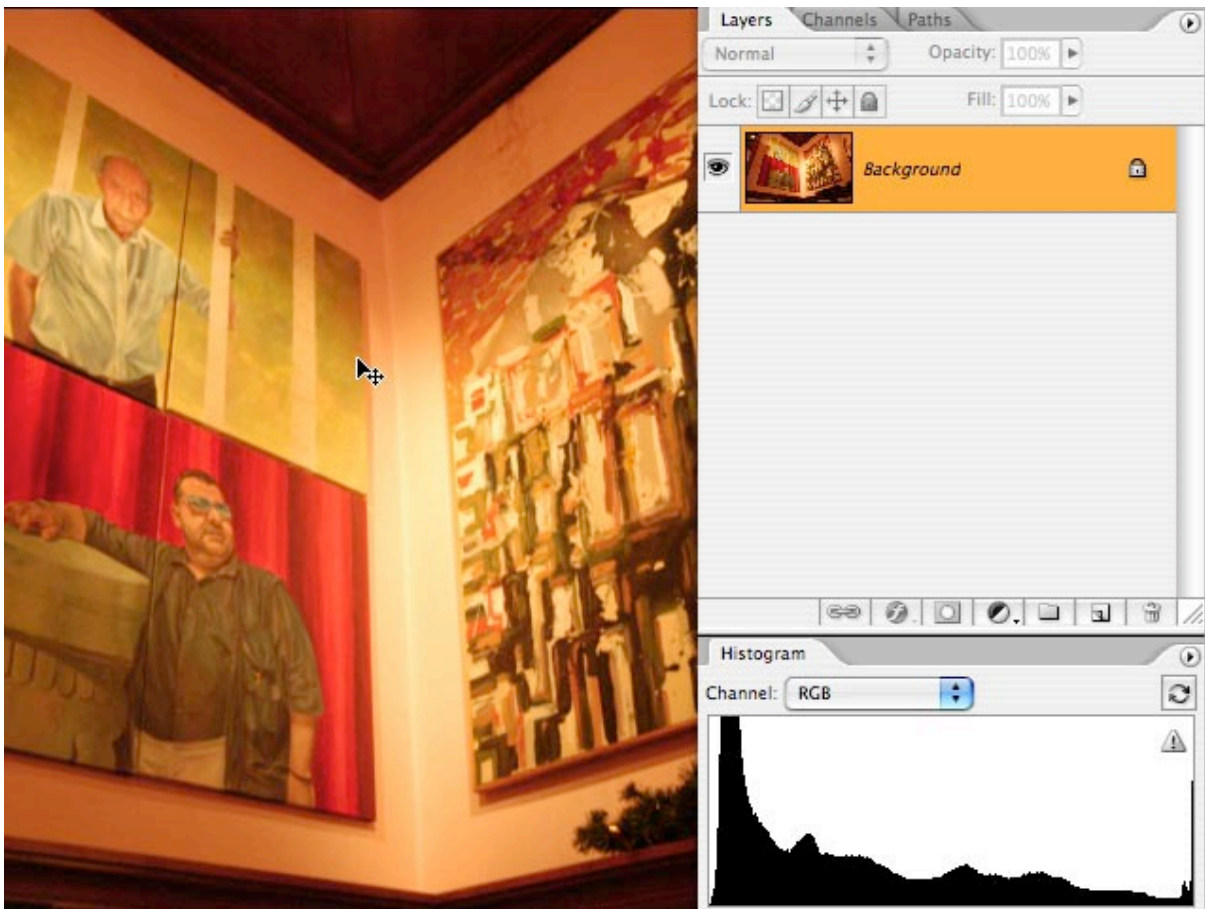 Layers Channels Paths
Normal Opacity: 100%
Lock: Fill: 100%
Background
Histogram
Channel: RGB